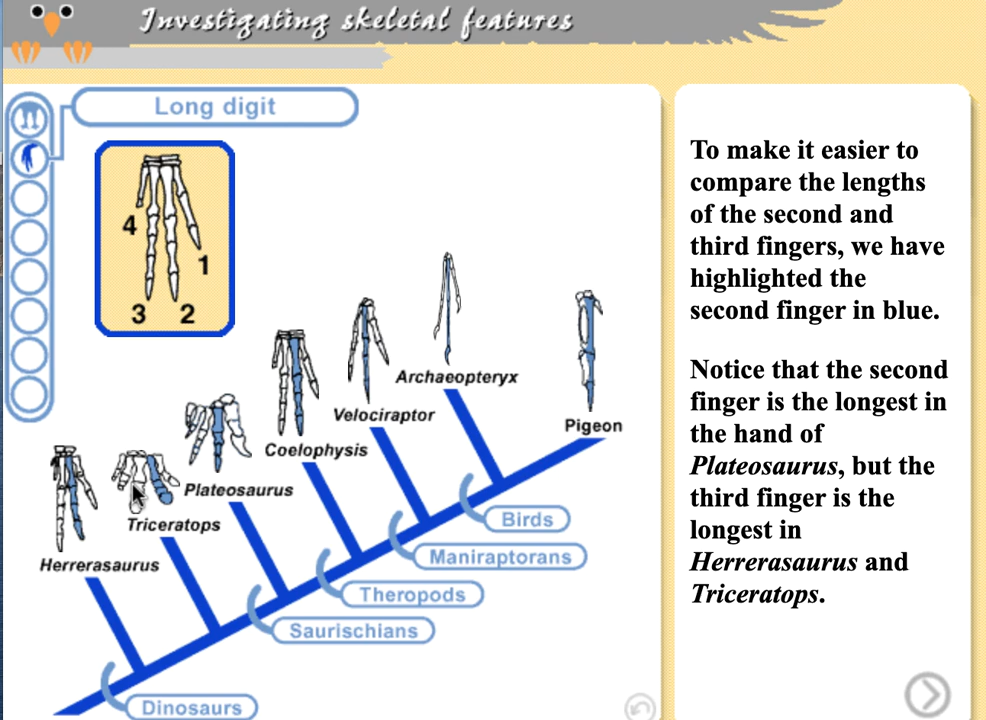 Investigating skeletal features
Long digit
4
1
3 2
Archaeopteryx
Velociraptor
Pigeon
Coelophysis
Plateosaurus
Triceratops
Herrerasaurus
Birds
Maniraptorans
Theropods
Saurischians
Dinosaurs
To make it easier to
compare the lengths
of the second and
third fingers, we have
highlighted the
second finger in blue.
Notice that the second
finger is the longest in
the hand of
Plateosaurus, but the
third finger is the
longest in
Herrerasaurus and
Triceratops.